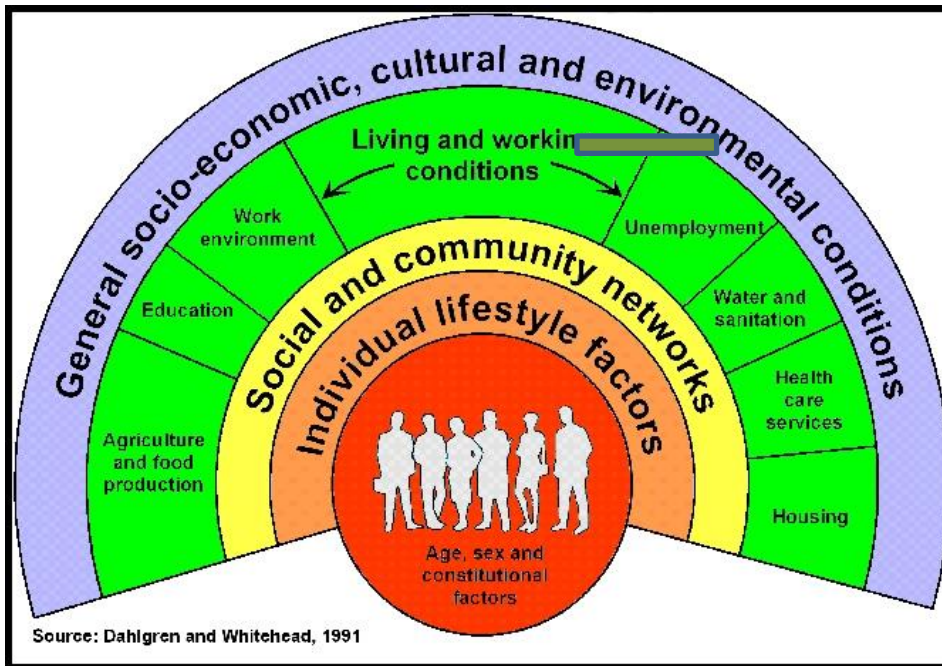 General socio-economic, cultural and environmental conditions
Living and workin
conditions
Work
environment
Unemployment
Education
Water and
sanitation
Agriculture
and food
production
Health
care
services
Housing
Social and community networks
Individual lifestyle factors
Age, sex and
constitutional
factors
Source: Dahlgren and Whitehead, 1991